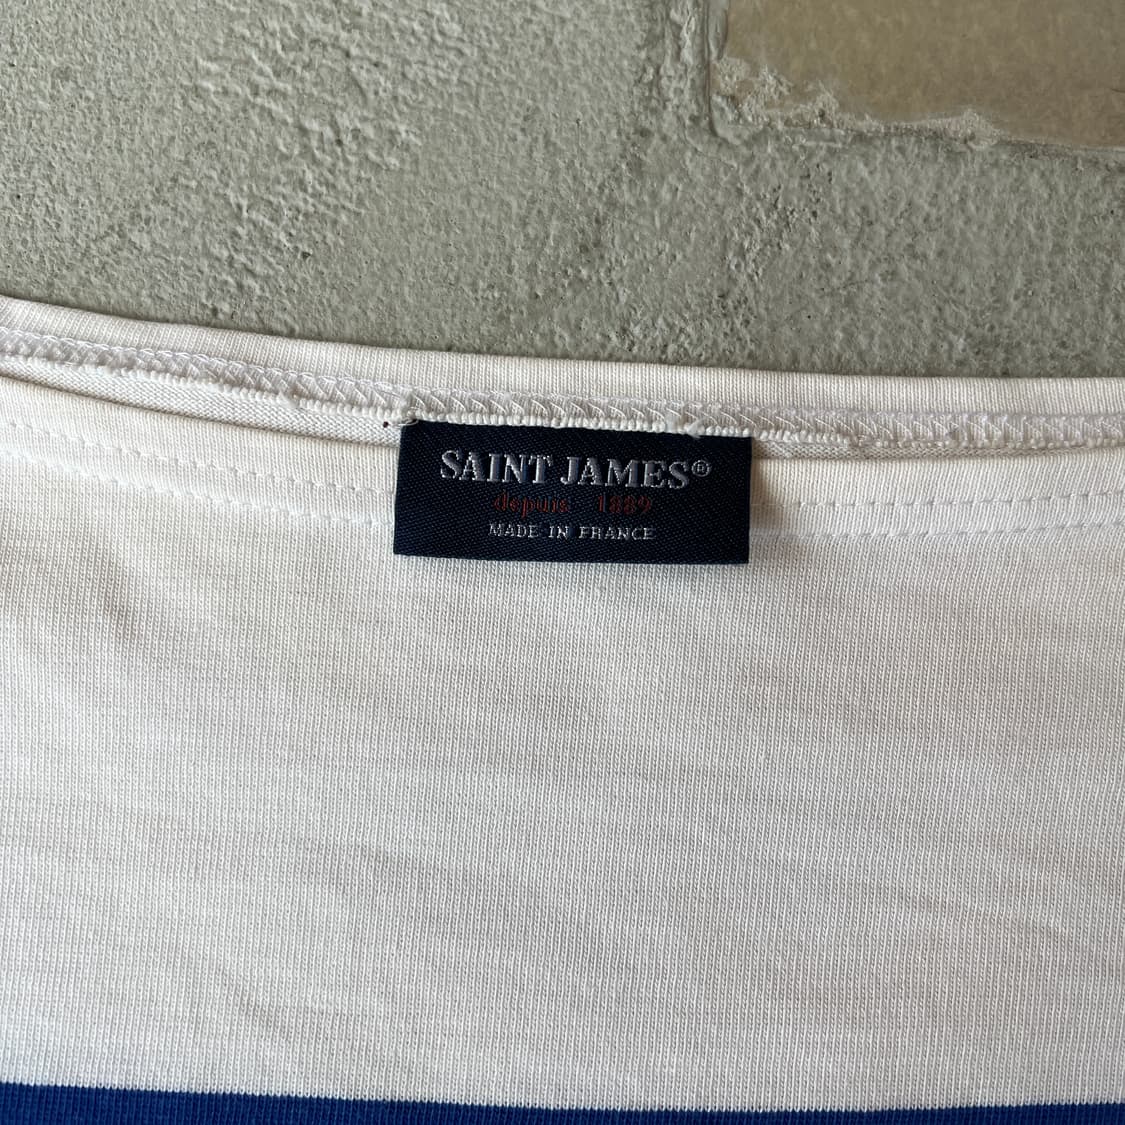 SAINT JAMES®
depuis 1889
MADE IN FRANCE